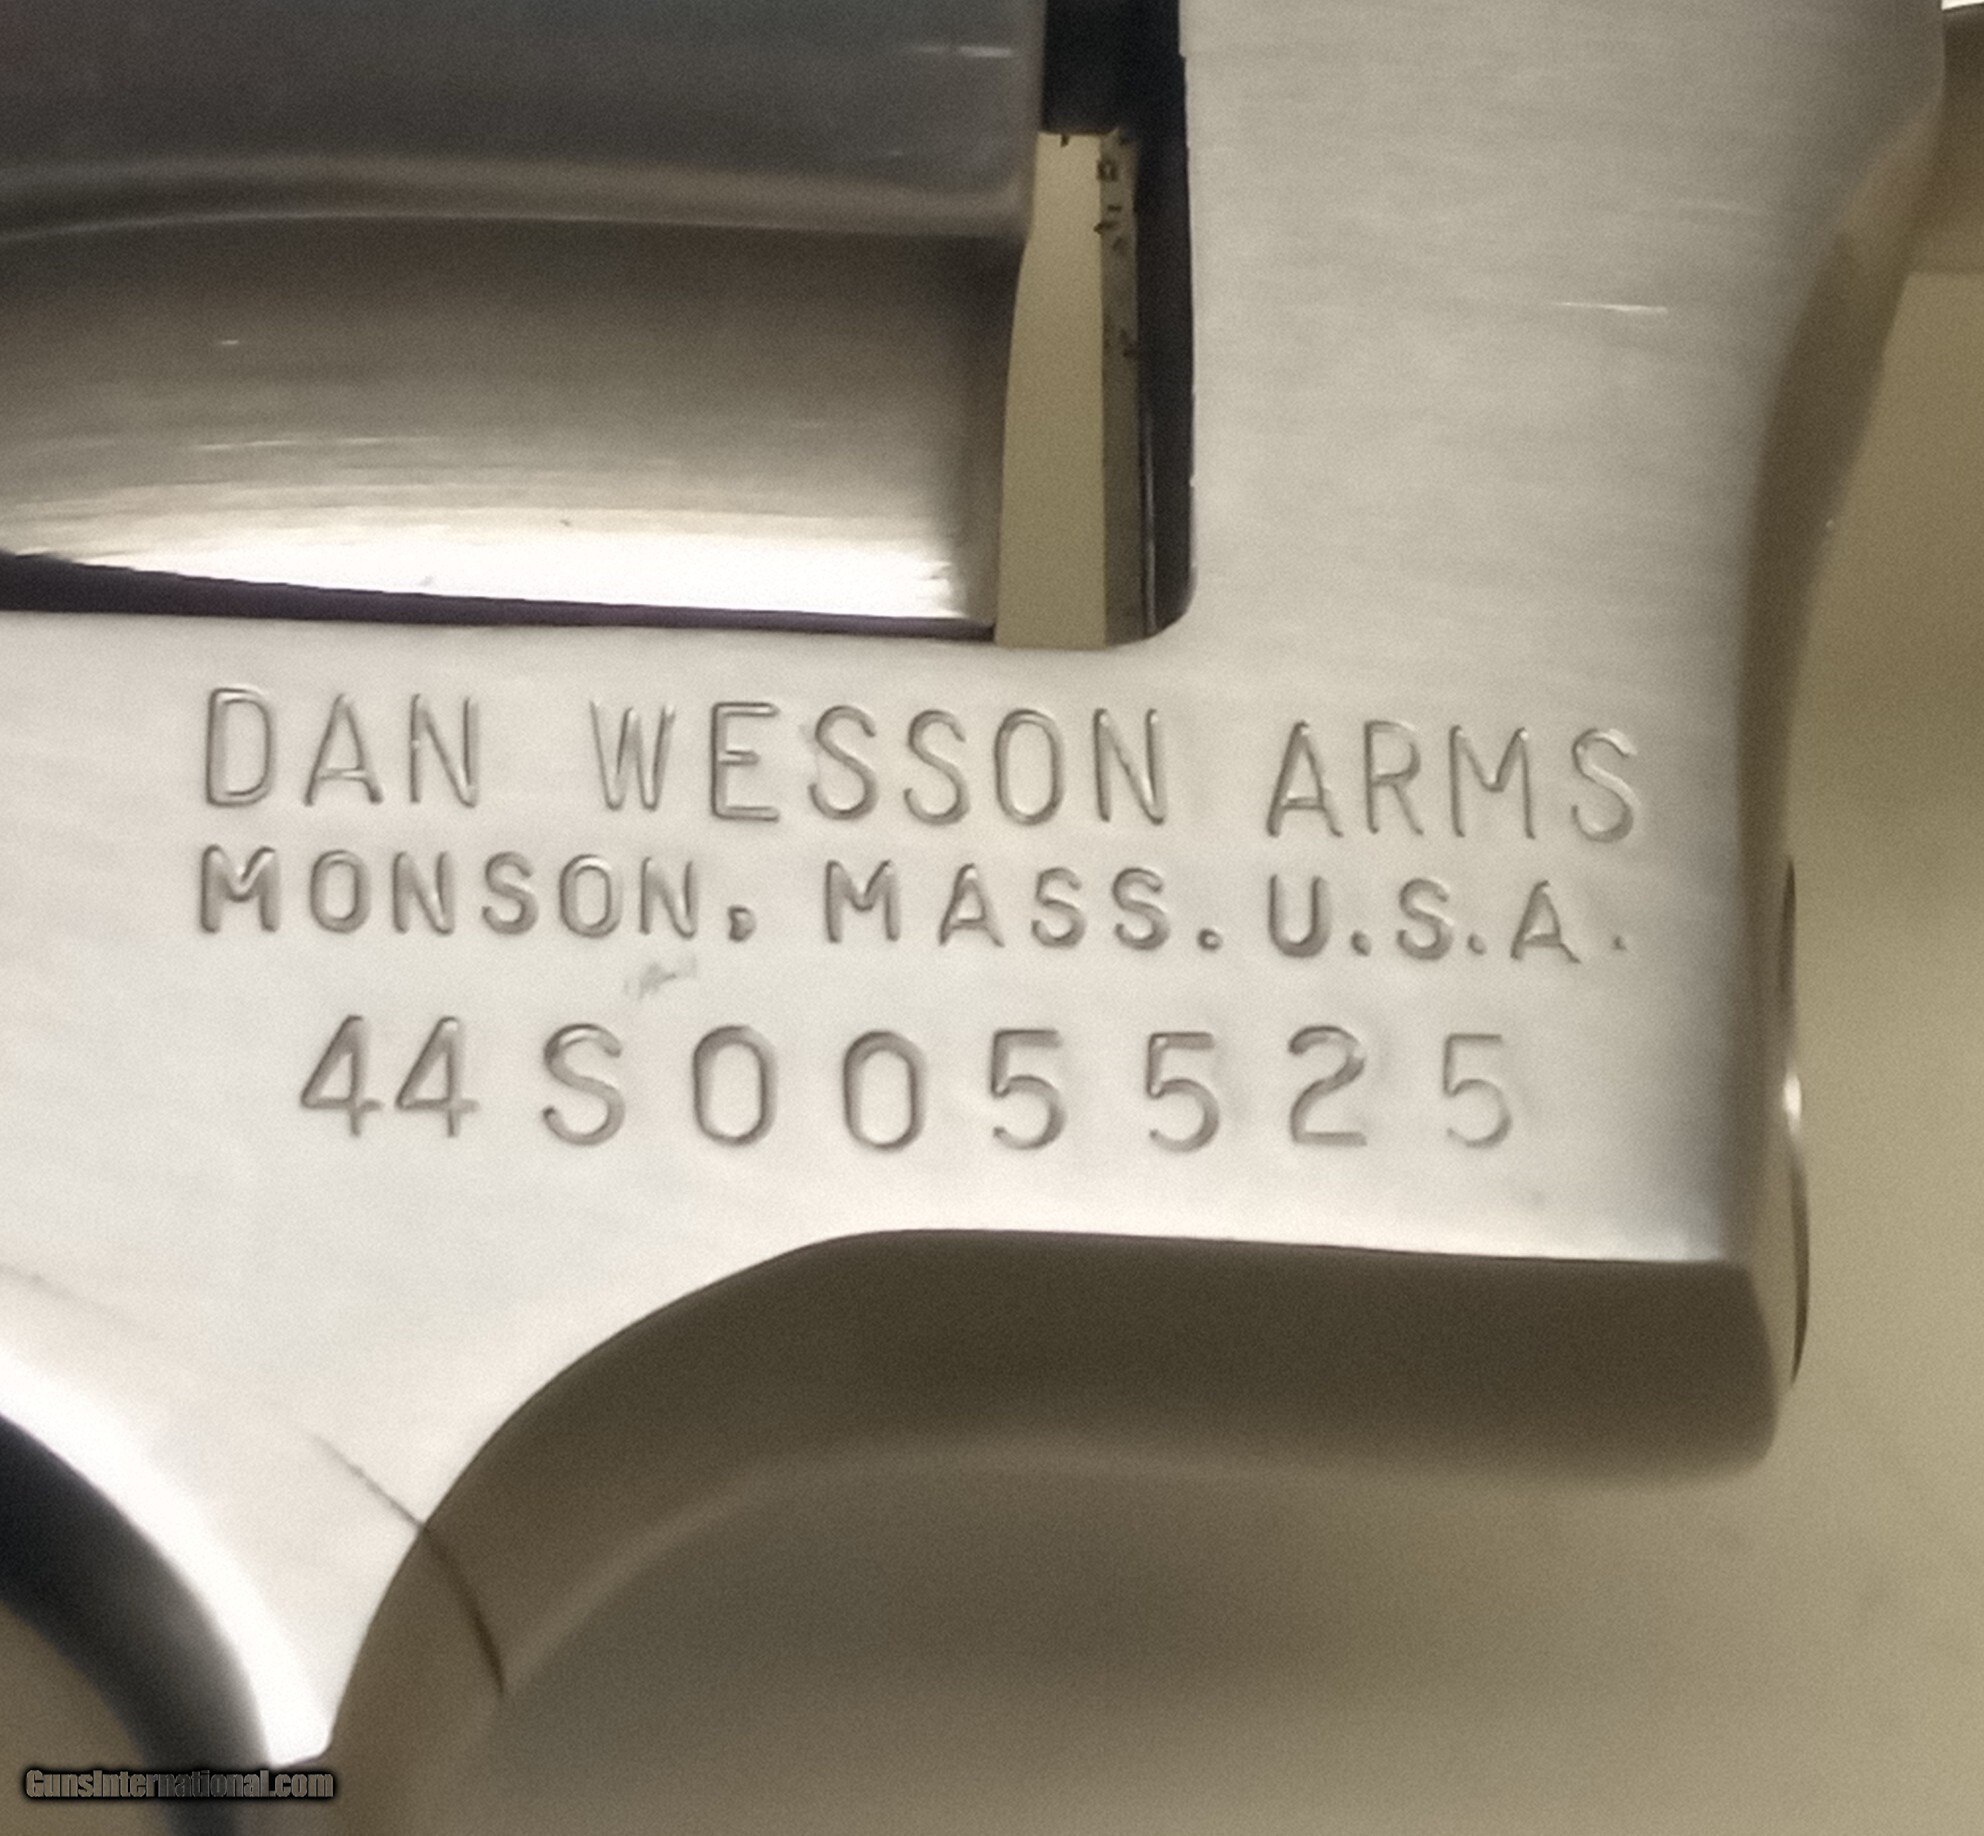 DAN WESSON ARMS
MONSON, MASS. U.S.A.
44S005525
GunsInternational.com